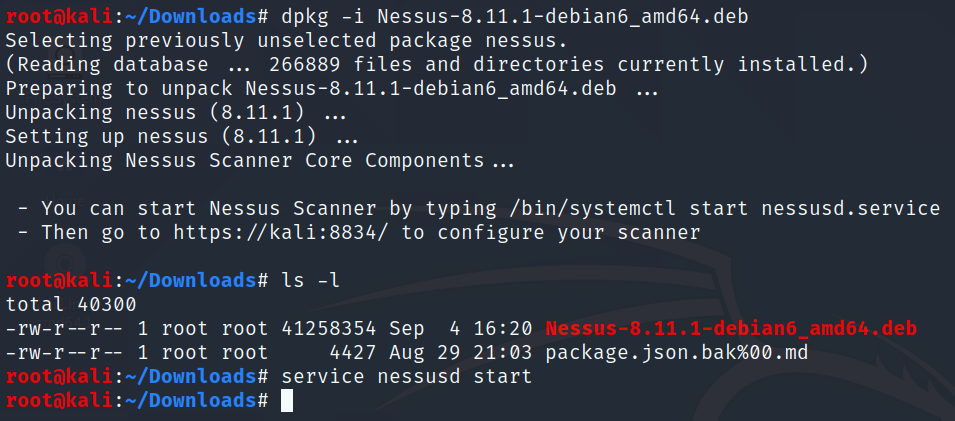 root@kali:~/Downloads# dpkg -i Nessus-8.11.1-debian6_amd64.deb
Selecting previously unselected package nessus.
(Reading database ... 266889 files and directories currently installed.)
Preparing to unpack Nessus-8.11.1-debian6_amd64.deb ...
Unpacking nessus (8.11.1) ...
Setting up nessus (8.11.1) ...
Unpacking Nessus Scanner Core Components...
 - You can start Nessus Scanner by typing /bin/systemctl start nessusd.service
 - Then go to https://kali:8834/ to configure your scanner
root@kali:~/Downloads# ls -l
total 40300
-rw-r--r-- 1 root root 41258354 Sep  4 16:20 Nessus-8.11.1-debian6_amd64.deb
-rw-r--r-- 1 root root     4427 Aug 29 21:03 package.json.bak%00.md
root@kali:~/Downloads# service nessusd start
root@kali:~/Downloads#